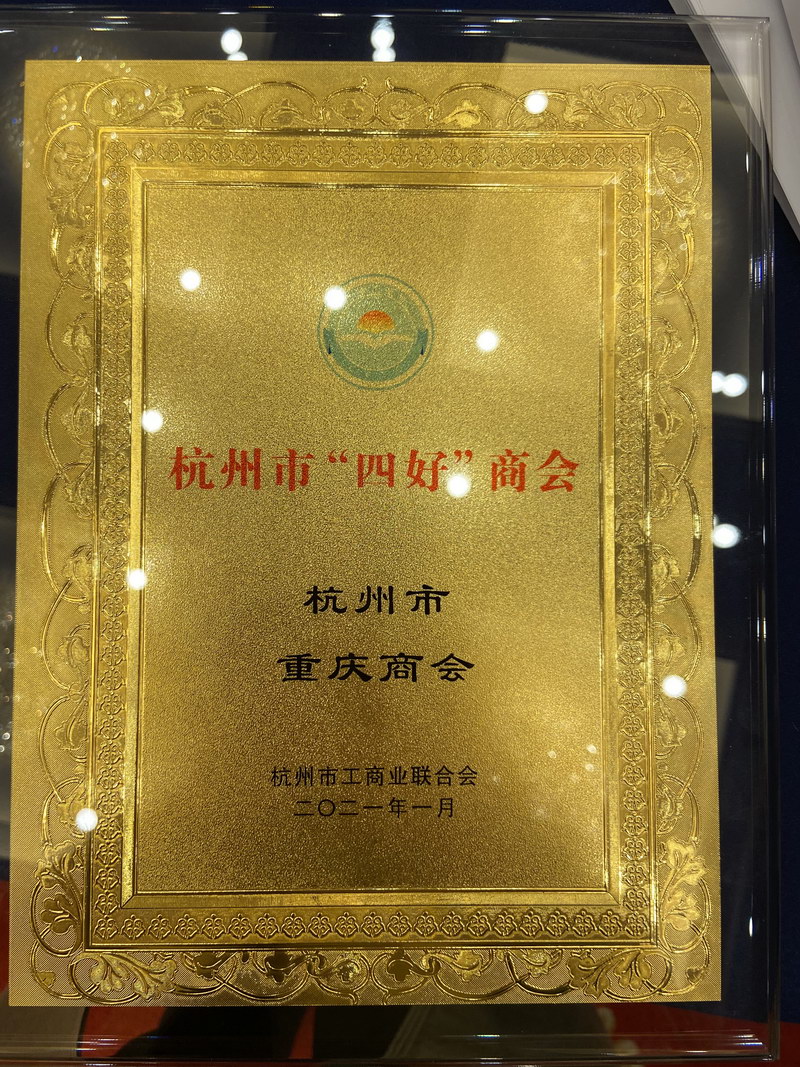 杭州市“四好”商会
杭州市
重庆商会
杭州市工商业联合会
二〇二一年一月